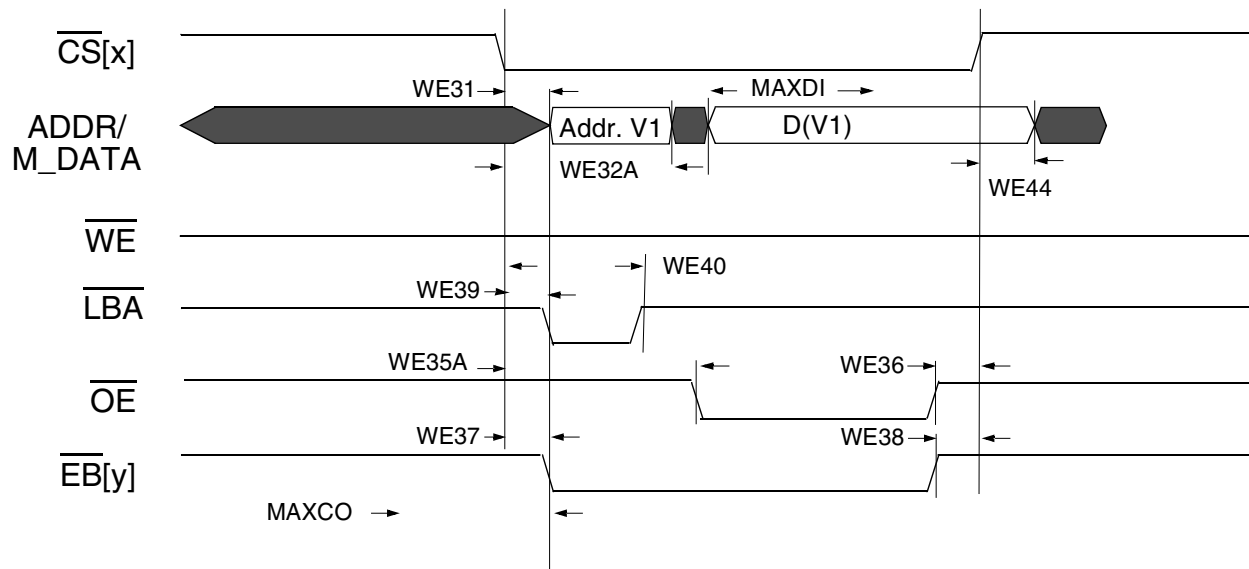 CS[x]
WE31
MAXDI
ADDR/
M_DATA
Addr. V1
D(V1)
WE32A
WE44
WE
WE40
WE39
LBA
WE35A
WE36
OE
WE37
WE38
EB[y]
MAXCO